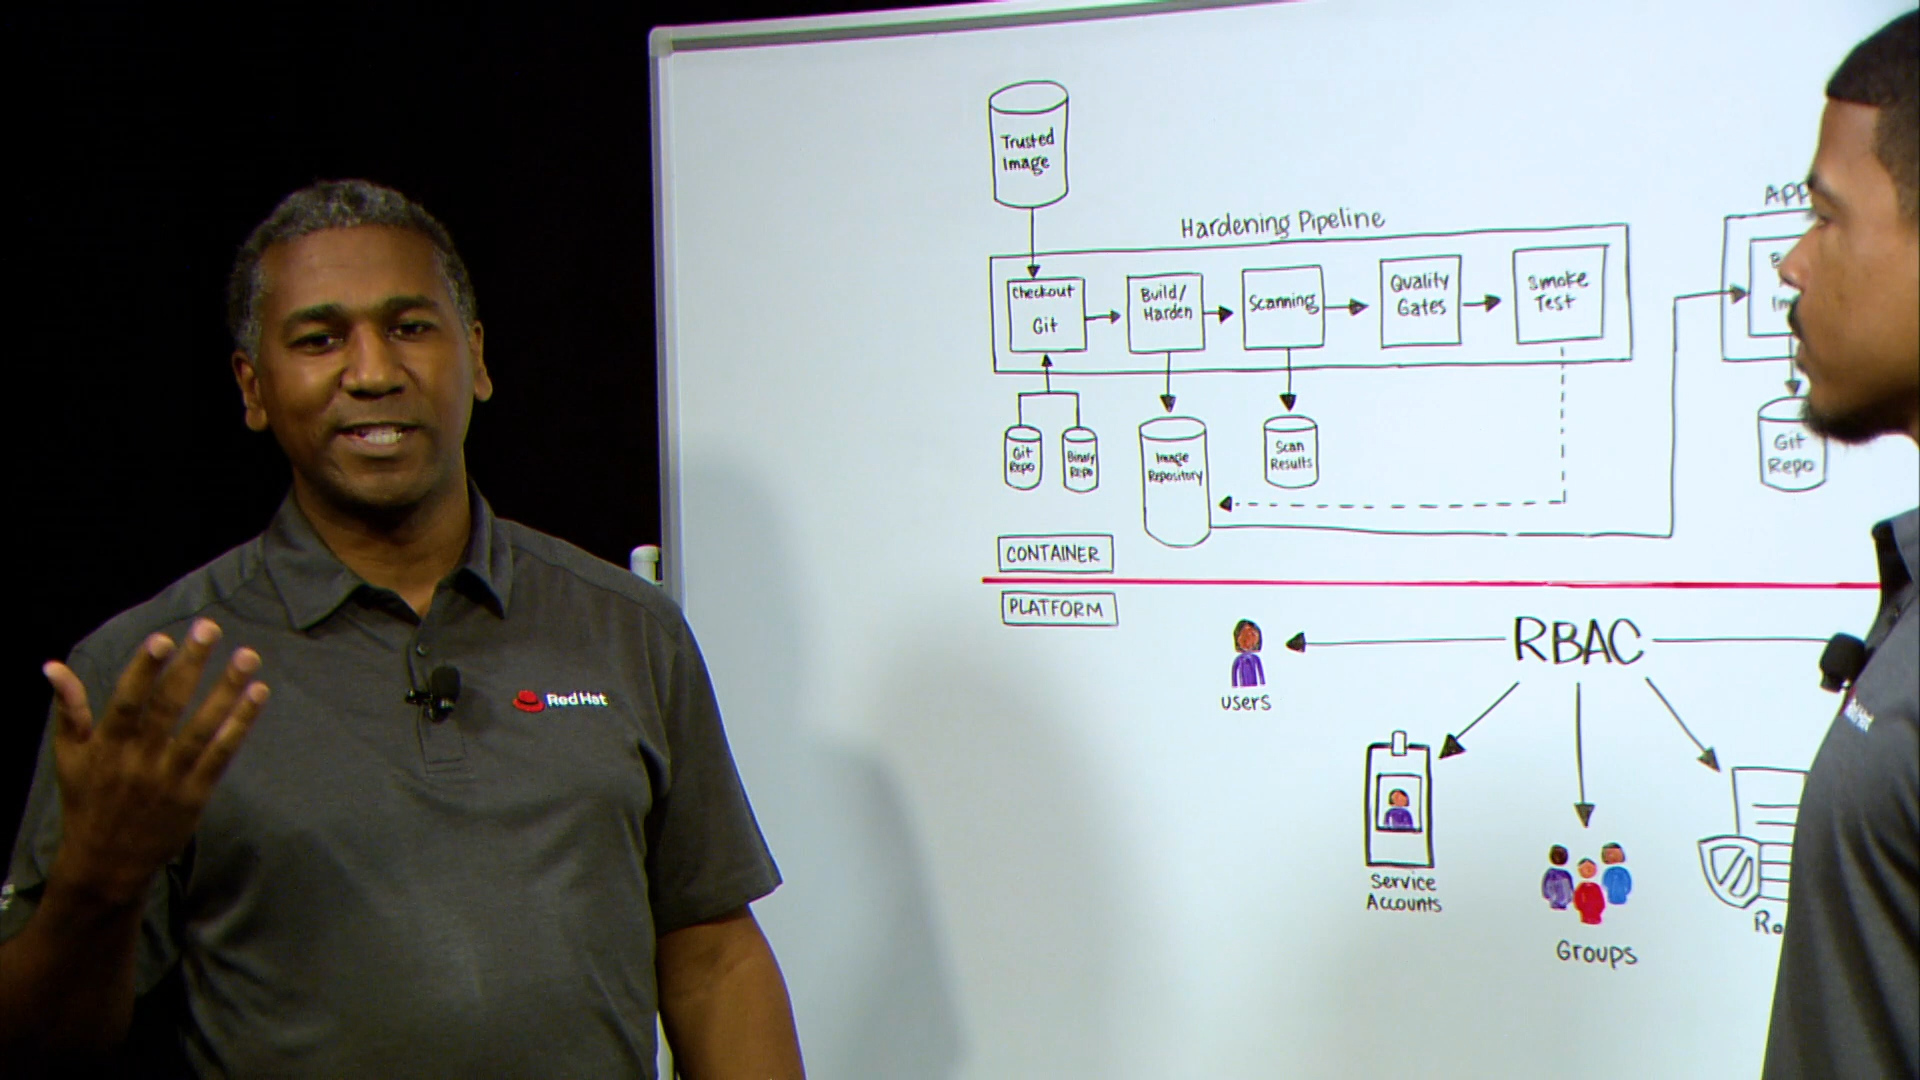 Trusted
Image
Hardening Pipeline
Checkout
Git
Build/
Harden
Scanning
Quality
Gates
Smoke
Test
Git
Repo
Binary
Repo
Image
Repository
Scan
Results
App
Git
Repo
CONTAINER
PLATFORM
RBAC
users
Service
Accounts
Groups
Red Hat